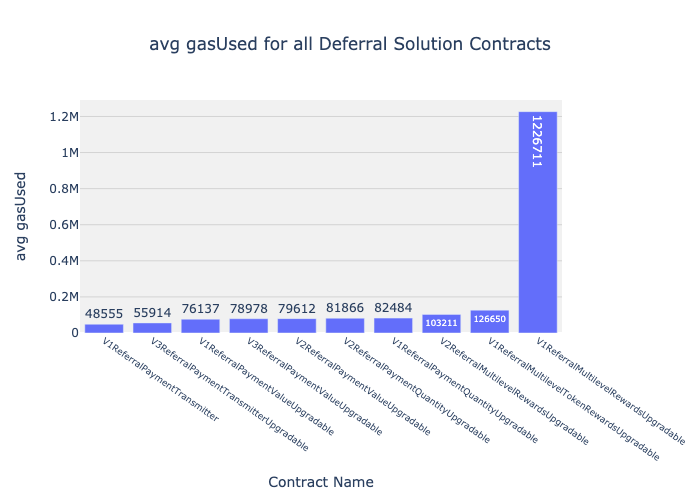 avg gasUsed for all Deferral Solution Contracts
avg gasUsed
1.2M
1M
0.8M
0.6M
0.4M
0.2M
0
48555
55914
76137
78978
79612
81866
82484
103211
126650
1226711
V1ReferralPaymentTransmitter
V3ReferralPaymentTransmitterUpgradable
V1ReferralPaymentValueUpgradable
V3ReferralPaymentValueUpgradable
V2ReferralPaymentValueUpgradable
V2ReferralPaymentQuantityUpgradable
V1ReferralPaymentQuantityUpgradable
V2ReferralMultilevelRewardsUpgradable
V1ReferralMultilevelTokenRewardsUpgradable
V1ReferralMultilevelRewardsUpgradable
Contract Name